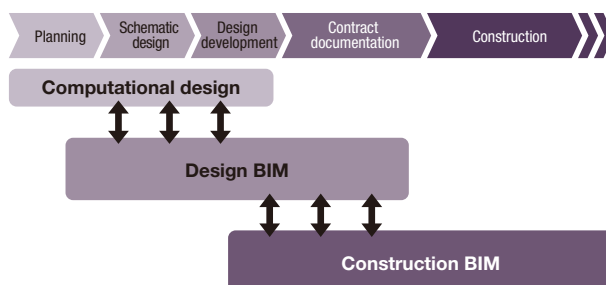 Planning
Schematic
design
Design
development
Contract
documentation
Construction
Computational design
Design BIM
Construction BIM